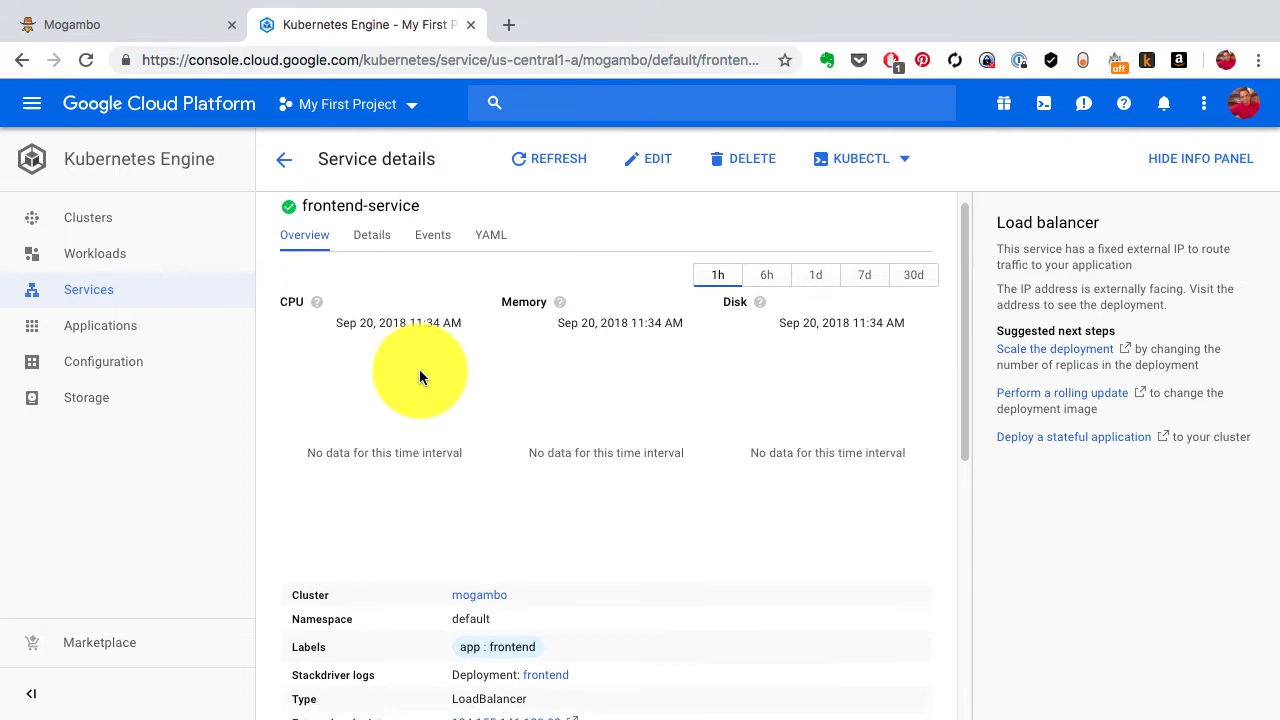 Mogambo
Kubernetes Engine - My First P
https://console.cloud.google.com/kubernetes/service/us-central1-a/mogambo/default/fronten...
1
off
k
a
Google Cloud Platform
My First Project
Kubernetes Engine
Service details
REFRESH
EDIT
DELETE
KUBECTL
HIDE INFO PANEL
Clusters
Workloads
Services
Applications
Configuration
Storage
Marketplace
frontend-service
Overview
Details
Events
YAML
1h
6h
1d
7d
30d
CPU
Memory
Disk
Sep 20, 2018 11:34 AM
Sep 20, 2018 11:34 AM
Sep 20, 2018 11:34 AM
No data for this time interval
No data for this time interval
No data for this time interval
Cluster
mogambo
Namespace
default
Labels
app : frontend
Stackdriver logs
Deployment: frontend
Type
LoadBalancer
Load balancer
This service has a fixed external IP to route
traffic to your application
The IP address is externally facing. Visit the
address to see the deployment.
Suggested next steps
Scale the deployment by changing the
number of replicas in the deployment
Perform a rolling update to change the
deployment image
Deploy a stateful application to your cluster